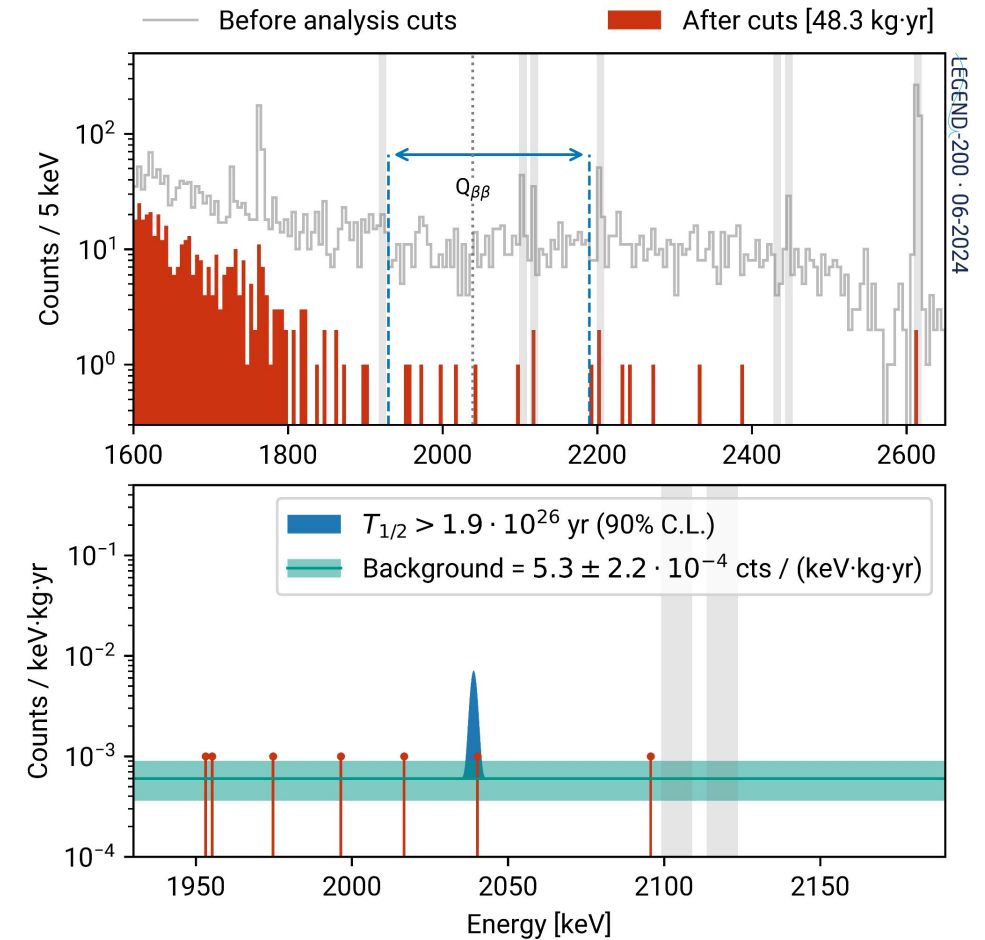 Before analysis cuts
After cuts [48.3 kg·yr]
LEGEND-200 · 06-2024
Counts / 5 keV
10²
10¹
10⁰
Qββ
1600 1800 2000 2200 2400 2600
Counts / keV·kg·yr
10⁻¹
10⁻²
10⁻³
10⁻⁴
T₁/₂ > 1.9 · 10²⁶ yr (90% C.L.)
Background = 5.3 ± 2.2 · 10⁻⁴ cts / (keV·kg·yr)
1950 2000 2050 2100 2150
Energy [keV]